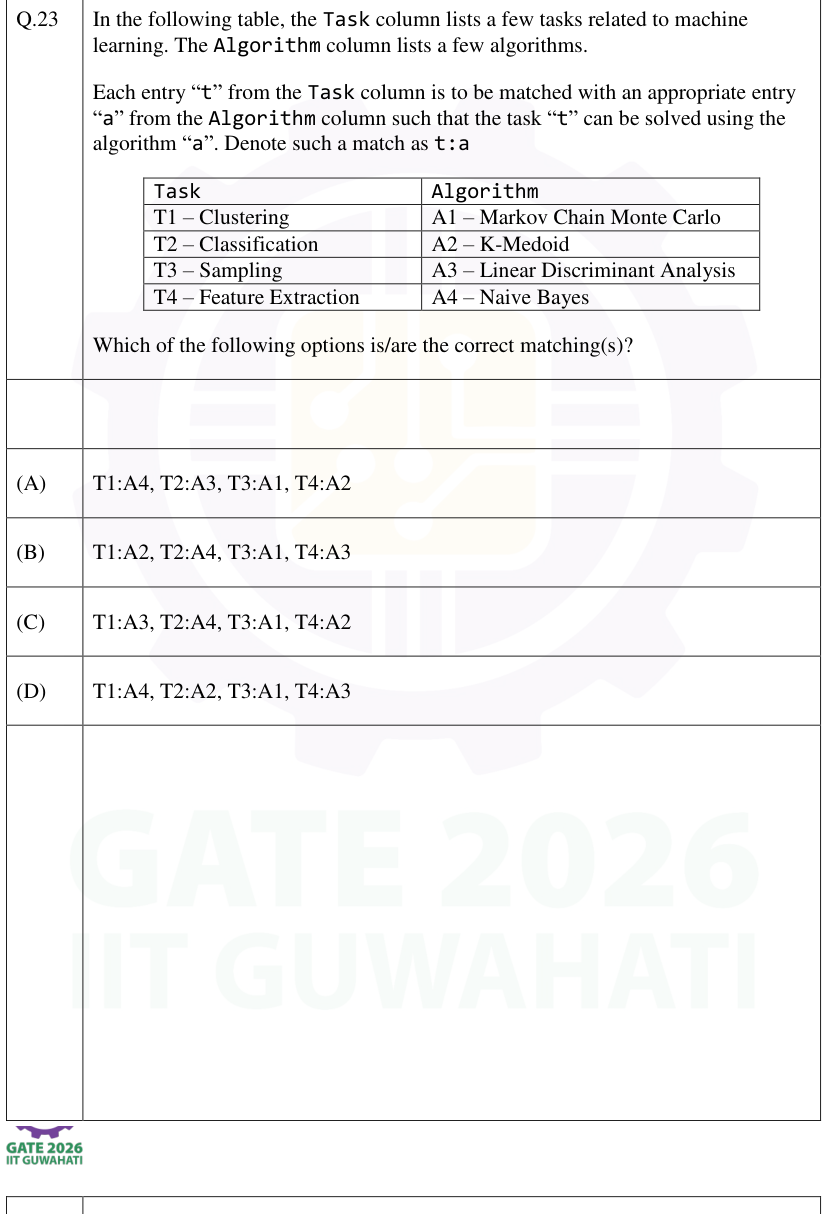 Q.23
In the following table, the Task column lists a few tasks related to machine
learning. The Algorithm column lists a few algorithms.
Each entry “t” from the Task column is to be matched with an appropriate entry
“a” from the Algorithm column such that the task “t” can be solved using the
algorithm “a”. Denote such a match as t:a
Task Algorithm
T1 – Clustering A1 – Markov Chain Monte Carlo
T2 – Classification A2 – K-Medoid
T3 – Sampling A3 – Linear Discriminant Analysis
T4 – Feature Extraction A4 – Naive Bayes
Which of the following options is/are the correct matching(s)?
(A) T1:A4, T2:A3, T3:A1, T4:A2
(B) T1:A2, T2:A4, T3:A1, T4:A3
(C) T1:A3, T2:A4, T3:A1, T4:A2
(D) T1:A4, T2:A2, T3:A1, T4:A3
GATE 2026
IIT GUWAHATI
GATE 2026
IIT GUWAHATI